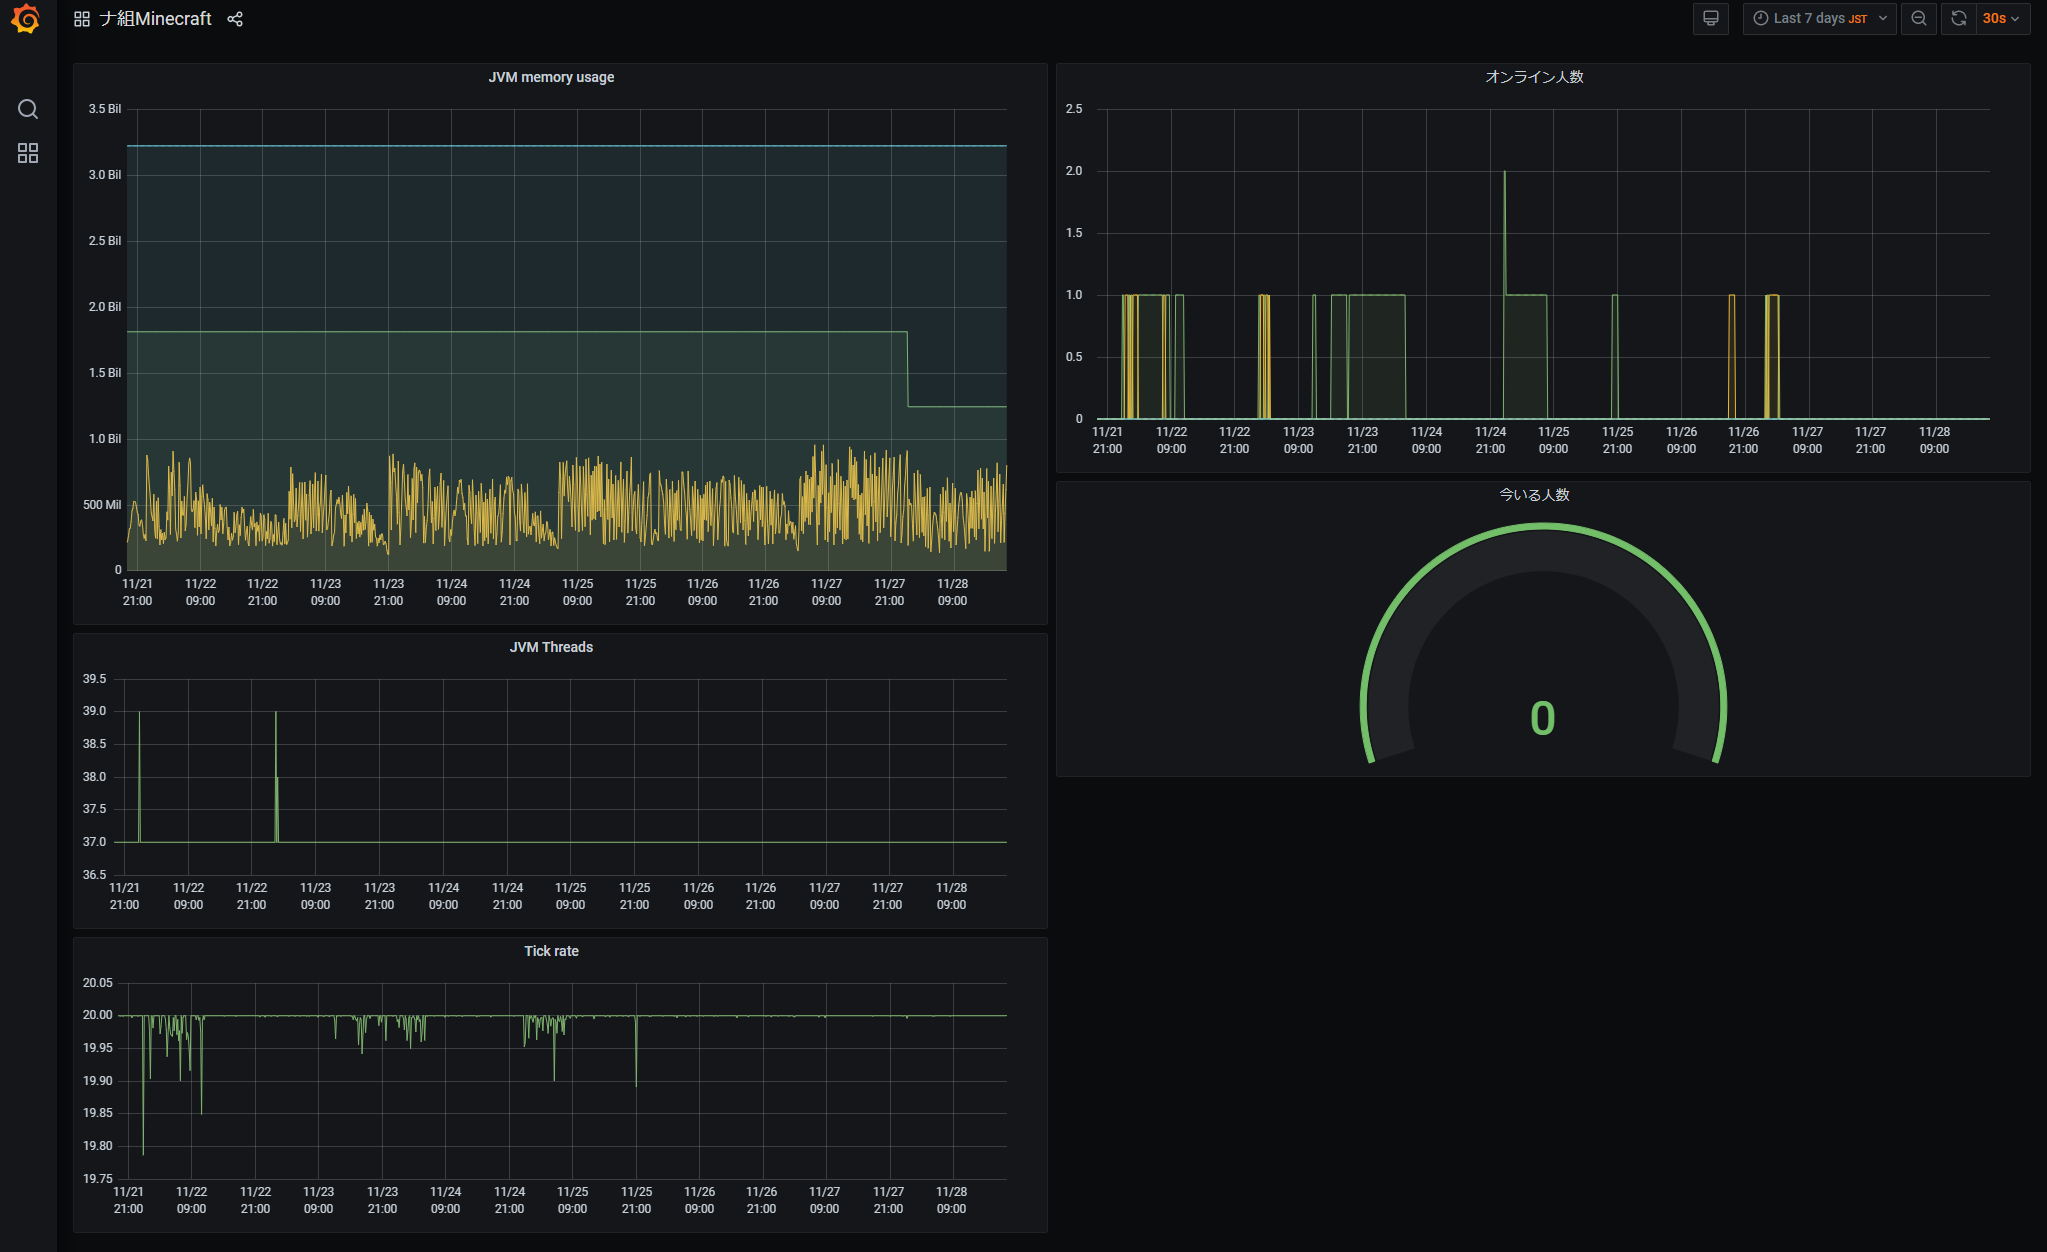 ナ組Minecraft
Last 7 days JST
30s
JVM memory usage
3.5 Bil
3.0 Bil
2.5 Bil
2.0 Bil
1.5 Bil
1.0 Bil
500 Mil
0
11/21 11/22 11/22 11/23 11/23 11/24 11/24 11/25 11/25 11/26 11/26 11/27 11/27 11/28
21:00 09:00 21:00 09:00 21:00 09:00 21:00 09:00 21:00 09:00 21:00 09:00 21:00 09:00
JVM Threads
39.5
39.0
38.5
38.0
37.5
37.0
36.5
11/21 11/22 11/22 11/23 11/23 11/24 11/24 11/25 11/25 11/26 11/26 11/27 11/27 11/28
21:00 09:00 21:00 09:00 21:00 09:00 21:00 09:00 21:00 09:00 21:00 09:00 21:00 09:00
Tick rate
20.05
20.00
19.95
19.90
19.85
19.80
19.75
11/21 11/22 11/22 11/23 11/23 11/24 11/24 11/25 11/25 11/26 11/26 11/27 11/27 11/28
21:00 09:00 21:00 09:00 21:00 09:00 21:00 09:00 21:00 09:00 21:00 09:00 21:00 09:00
オンライン人数
2.5
2.0
1.5
1.0
0.5
0
11/21 11/22 11/22 11/23 11/23 11/24 11/24 11/25 11/25 11/26 11/26 11/27 11/27 11/28
21:00 09:00 21:00 09:00 21:00 09:00 21:00 09:00 21:00 09:00 21:00 09:00 21:00 09:00
今いる人数
0